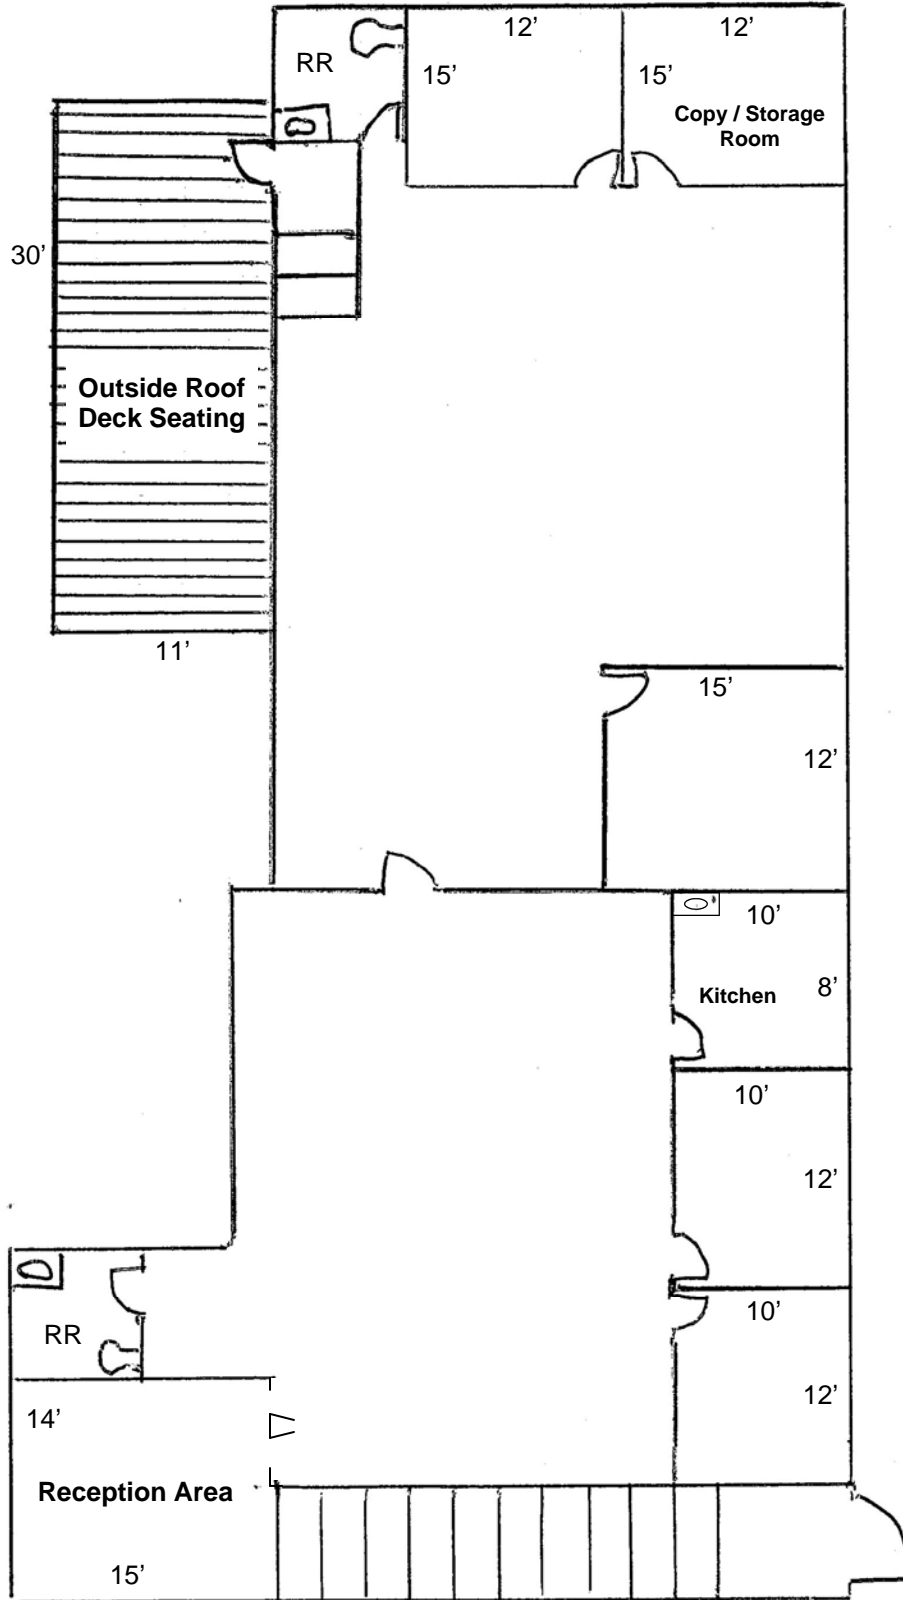 12’
12’
RR
15’
15’
Copy / Storage
Room
30’
Outside Roof
Deck Seating
11’
15’
12’
10’
Kitchen
8’
10’
12’
10’
RR
12’
14’
Reception Area
15’